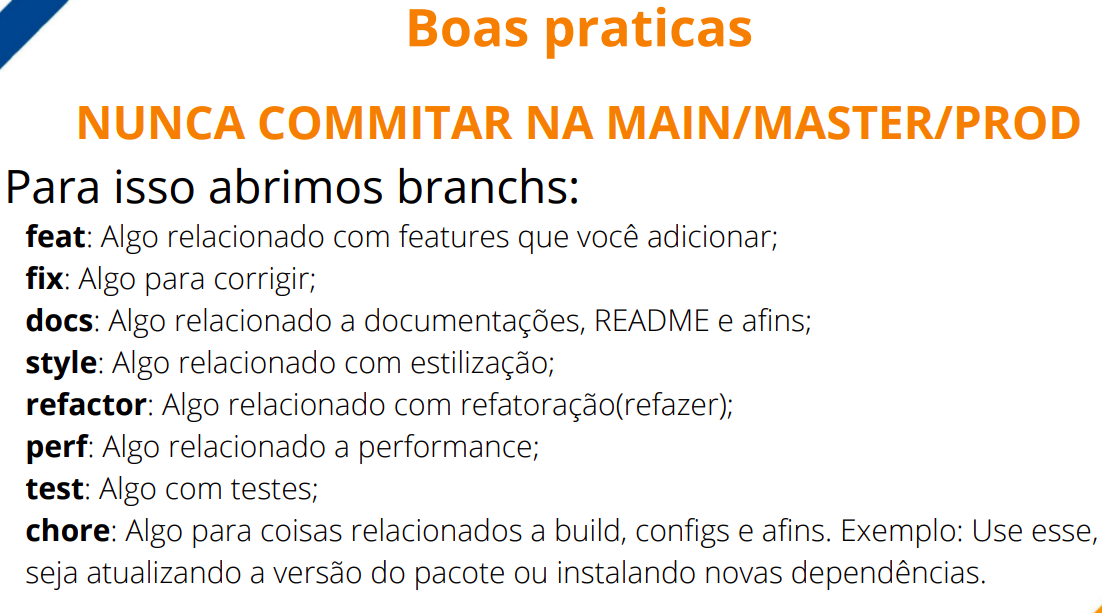 Boas praticas
NUNCA COMMITAR NA MAIN/MASTER/PROD
Para isso abrimos branchs:
feat: Algo relacionado com features que você adicionar;
fix: Algo para corrigir;
docs: Algo relacionado a documentações, README e afins;
style: Algo relacionado com estilização;
refactor: Algo relacionado com refatoração(refazer);
perf: Algo relacionado a performance;
test: Algo com testes;
chore: Algo para coisas relacionados a build, configs e afins. Exemplo: Use esse,
seja atualizando a versão do pacote ou instalando novas dependências.